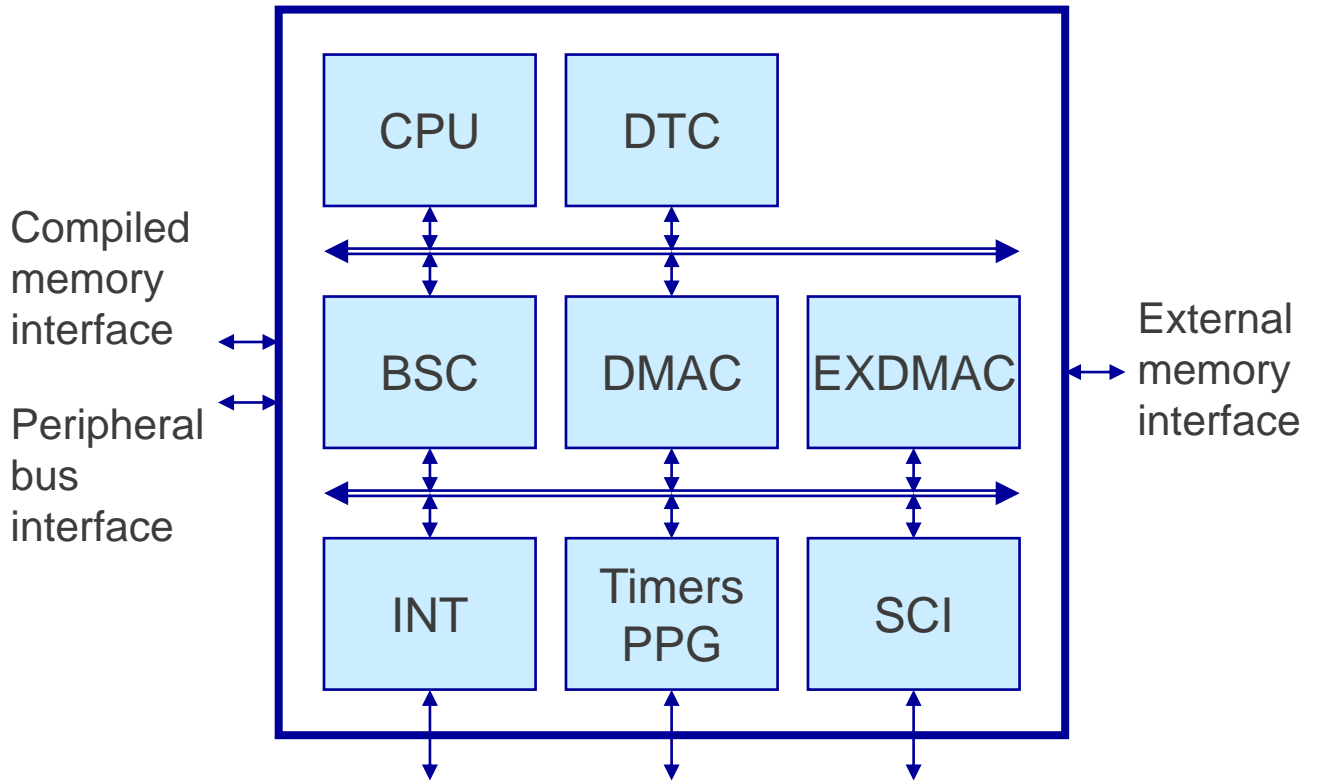 CPU
DTC
Compiled
memory
interface
BSC
DMAC
EXDMAC
External
memory
interface
Peripheral
bus
interface
INT
Timers
PPG
SCI